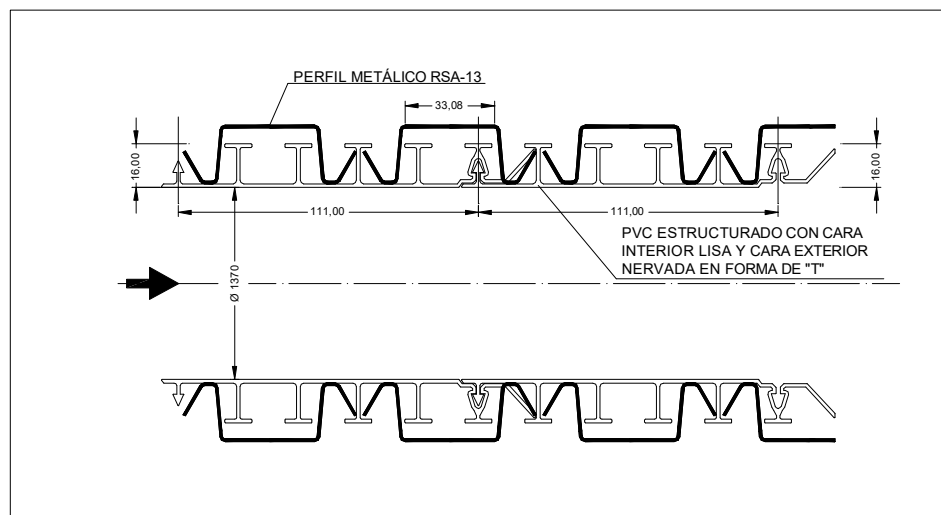 PERFIL METÁLICO RSA-13
33,08
16,00
16,00
111,00
111,00
PVC ESTRUCTURADO CON CARA
INTERIOR LISA Y CARA EXTERIOR
NERVADA EN FORMA DE "T"
Ø 1370